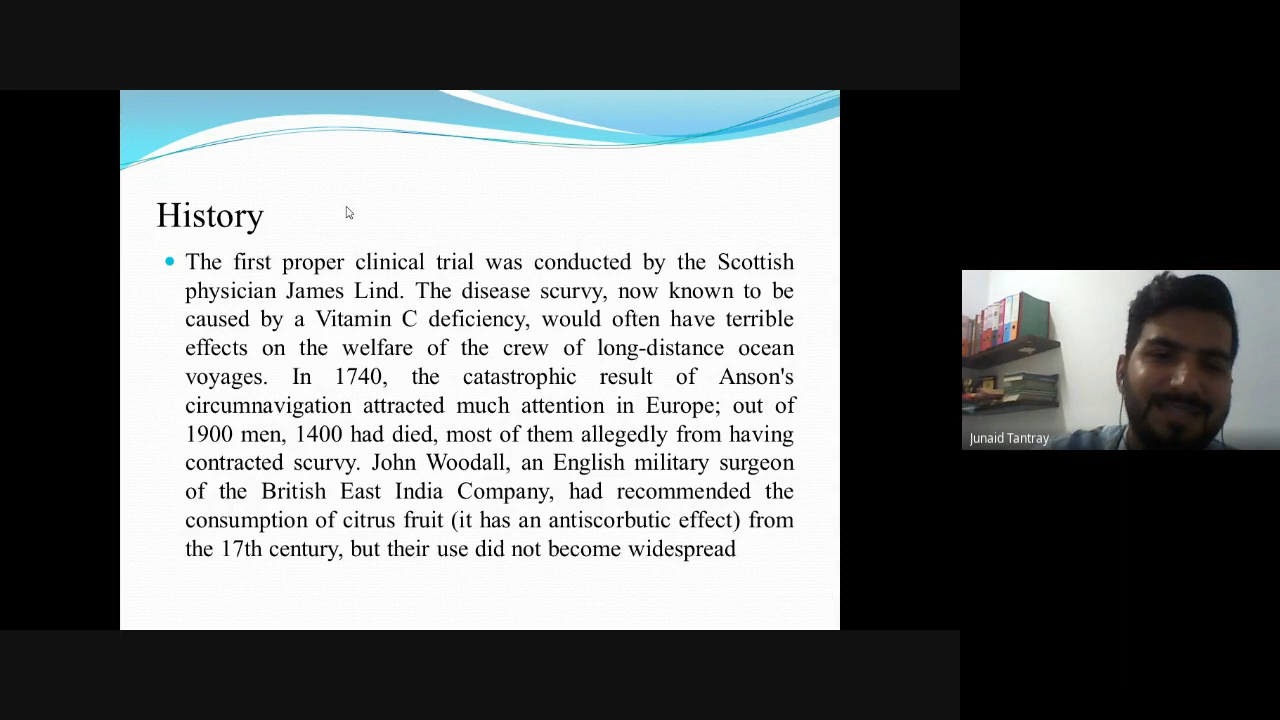 History
The first proper clinical trial was conducted by the Scottish
physician James Lind. The disease scurvy, now known to be
caused by a Vitamin C deficiency, would often have terrible
effects on the welfare of the crew of long-distance ocean
voyages. In 1740, the catastrophic result of Anson's
circumnavigation attracted much attention in Europe; out of
1900 men, 1400 had died, most of them allegedly from having
contracted scurvy. John Woodall, an English military surgeon
of the British East India Company, had recommended the
consumption of citrus fruit (it has an antiscorbutic effect) from
the 17th century, but their use did not become widespread
Junaid Tantray